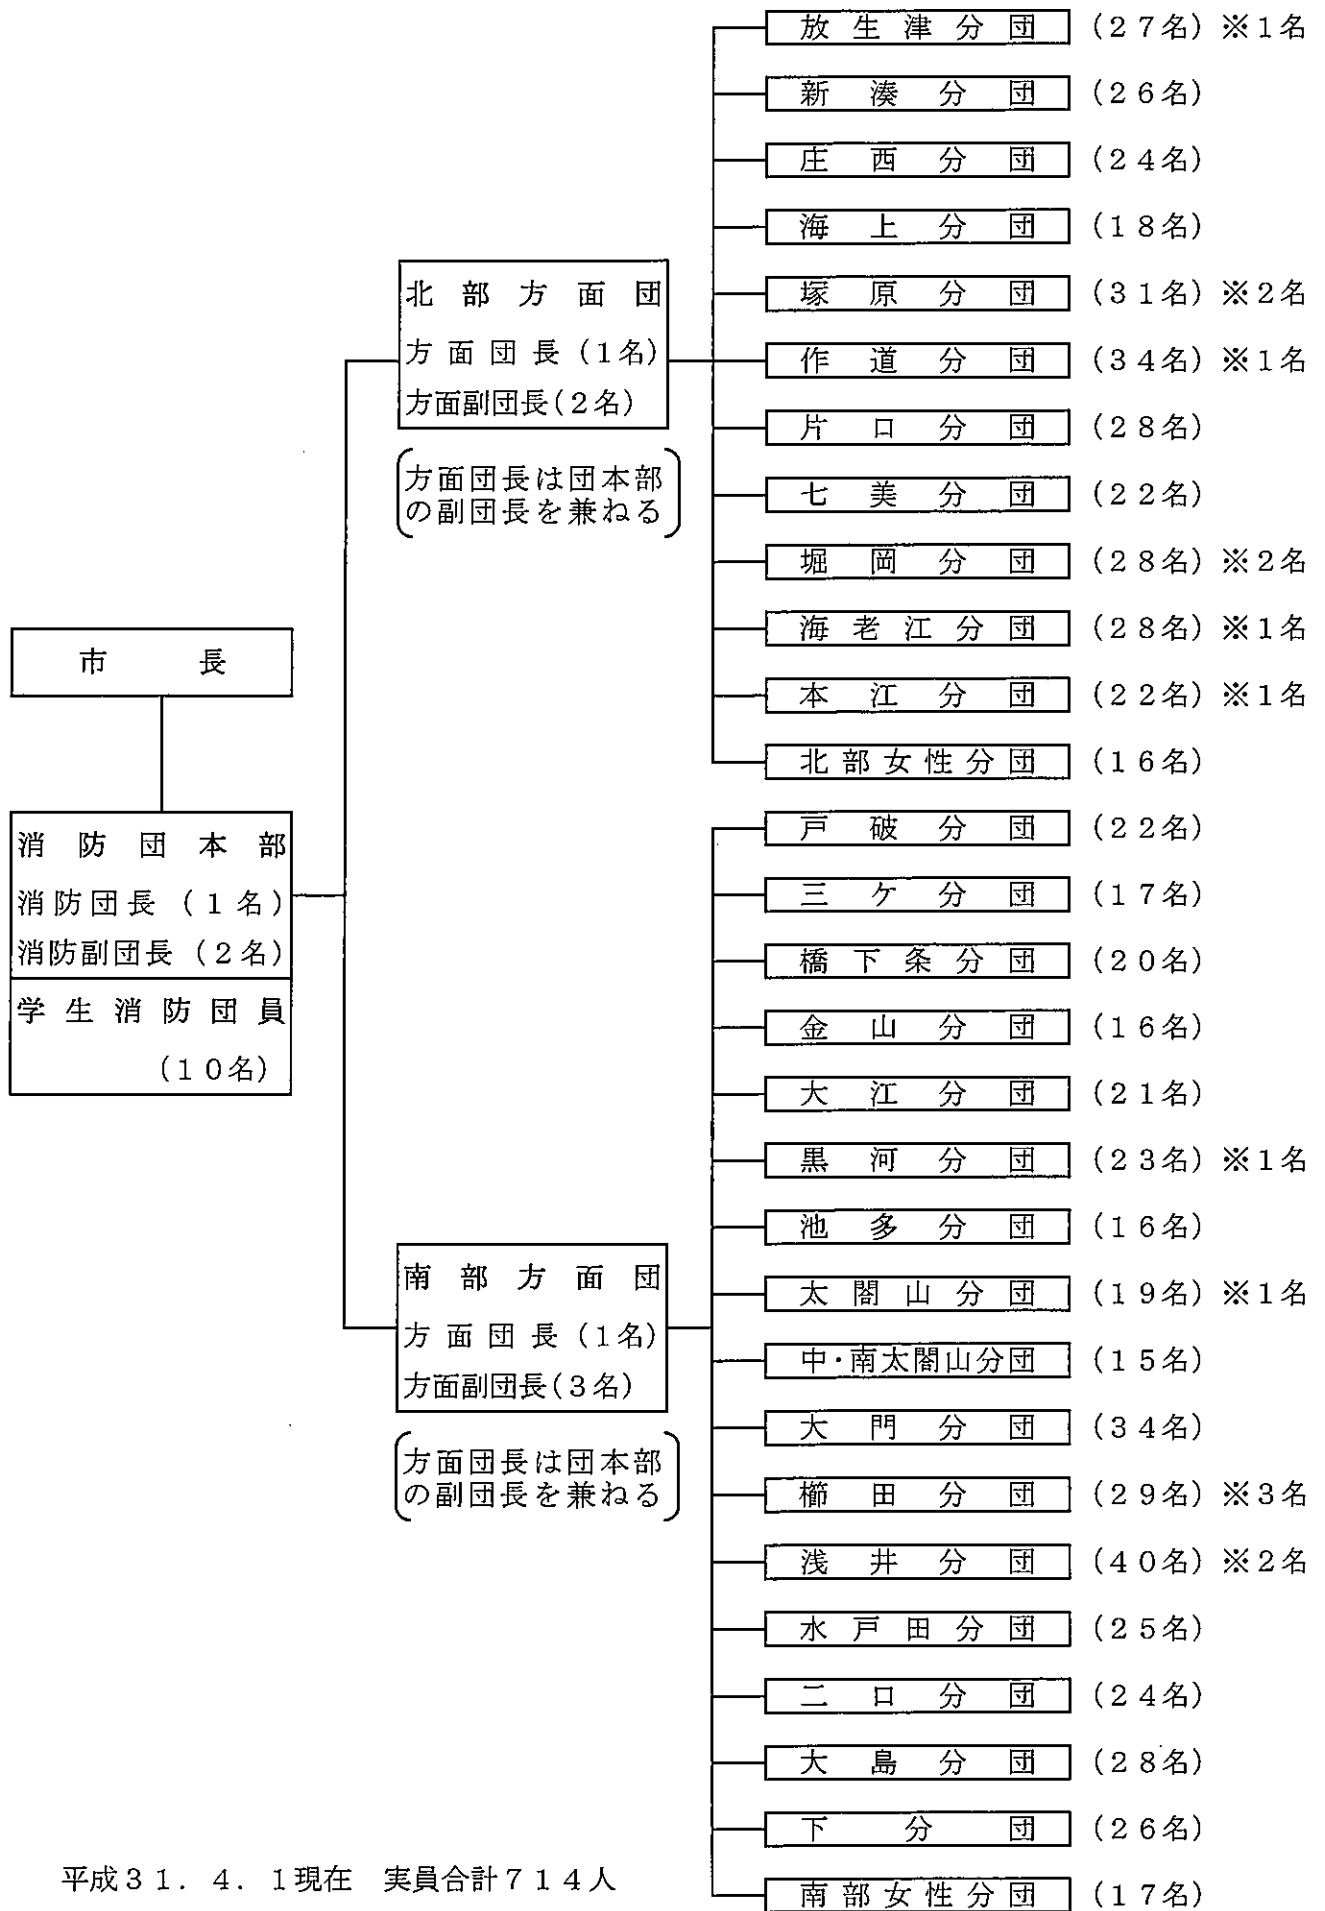 市長
消防団本部
消防団長（１名）
消防副団長（２名）
学生消防団員
（１０名）
北部方面団
方面団長（１名）
方面副団長（２名）
方面団長は団本部
の副団長を兼ねる
放生津分団（２７名）※１名
新湊分団（２６名）
庄西分団（２４名）
海上分団（１８名）
塚原分団（３１名）※２名
作道分団（３４名）※１名
片口分団（２８名）
七美分団（２２名）
堀岡分団（２８名）※２名
海老江分団（２８名）※１名
本江分団（２２名）※１名
北部女性分団（１６名）
南部方面団
方面団長（１名）
方面副団長（３名）
方面団長は団本部
の副団長を兼ねる
戸破分団（２２名）
三ケ分団（１７名）
橋下条分団（２０名）
金山分団（１６名）
大江分団（２１名）
黒河分団（２３名）※１名
池多分団（１６名）
太閤山分団（１９名）※１名
中・南太閤山分団（１５名）
大門分団（３４名）
櫛田分団（２９名）※３名
浅井分団（４０名）※２名
水戸田分団（２５名）
二口分団（２４名）
大島分団（２８名）
下分団（２６名）
南部女性分団（１７名）
平成３１．４．１現在　実員合計７１４人